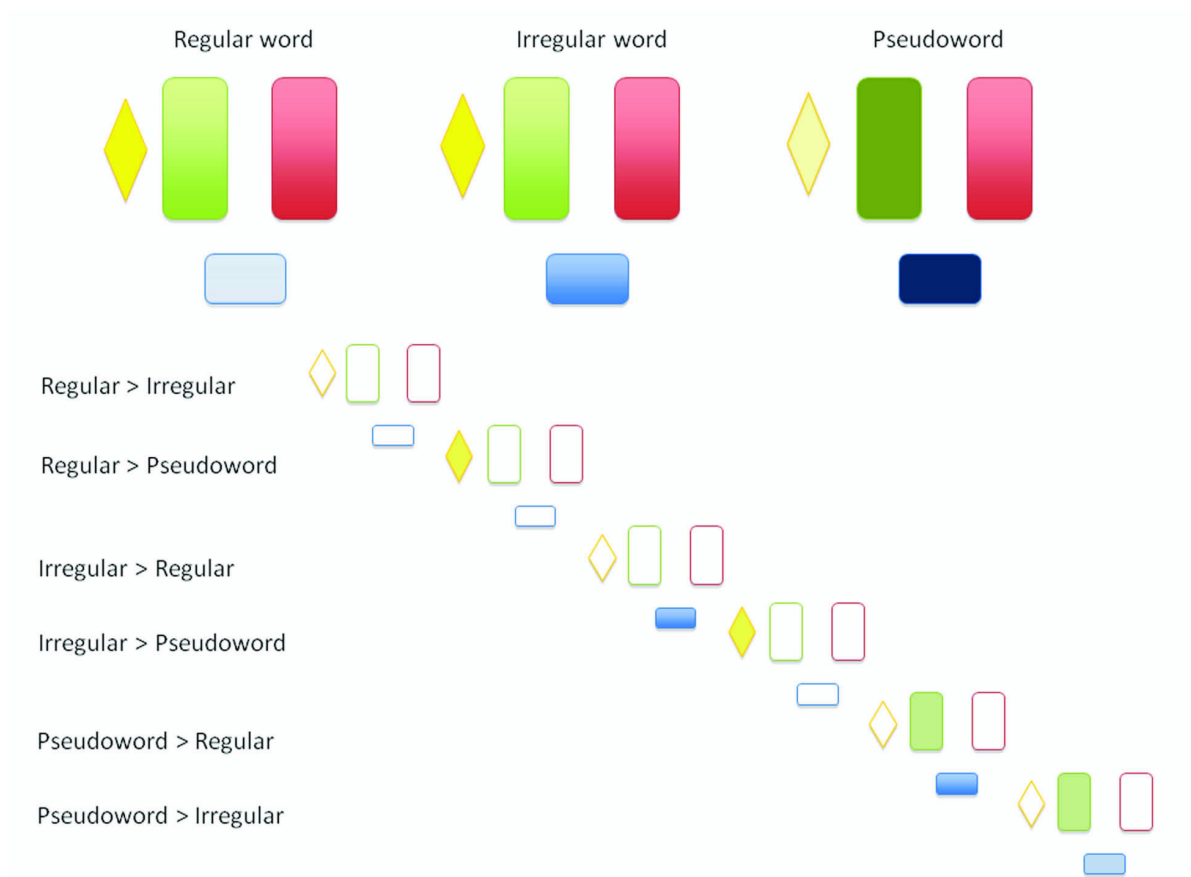 Regular word
Irregular word
Pseudoword
Regular > Irregular
Regular > Pseudoword
Irregular > Regular
Irregular > Pseudoword
Pseudoword > Regular
Pseudoword > Irregular